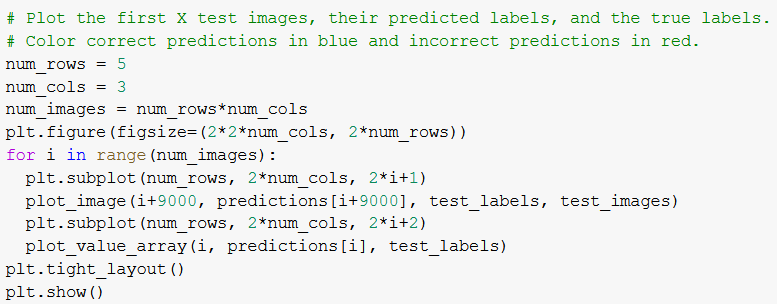 # Plot the first X test images, their predicted labels, and the true labels.
# Color correct predictions in blue and incorrect predictions in red.
num_rows = 5
num_cols = 3
num_images = num_rows*num_cols
plt.figure(figsize=(2*2*num_cols, 2*num_rows))
for i in range(num_images):
  plt.subplot(num_rows, 2*num_cols, 2*i+1)
  plot_image(i+9000, predictions[i+9000], test_labels, test_images)
  plt.subplot(num_rows, 2*num_cols, 2*i+2)
  plot_value_array(i, predictions[i], test_labels)
plt.tight_layout()
plt.show()